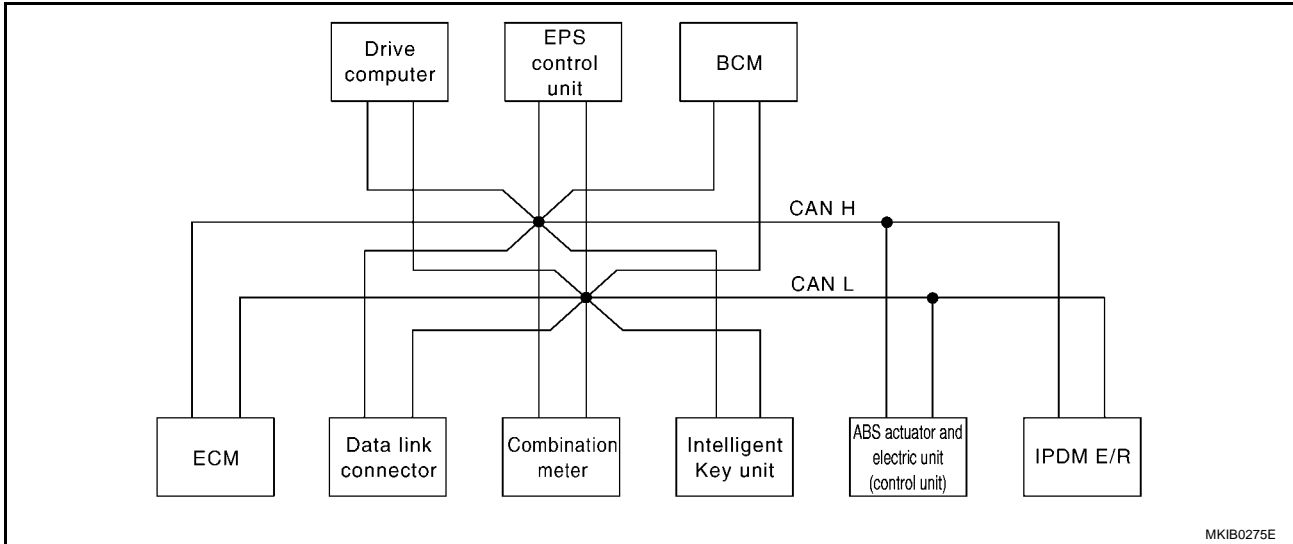 Drive
computer
EPS
control
unit
BCM
CAN H
CAN L
ECM
Data link
connector
Combination
meter
Intelligent
Key unit
ABS actuator and
electric unit
(control unit)
IPDM E/R
MKIB0275E